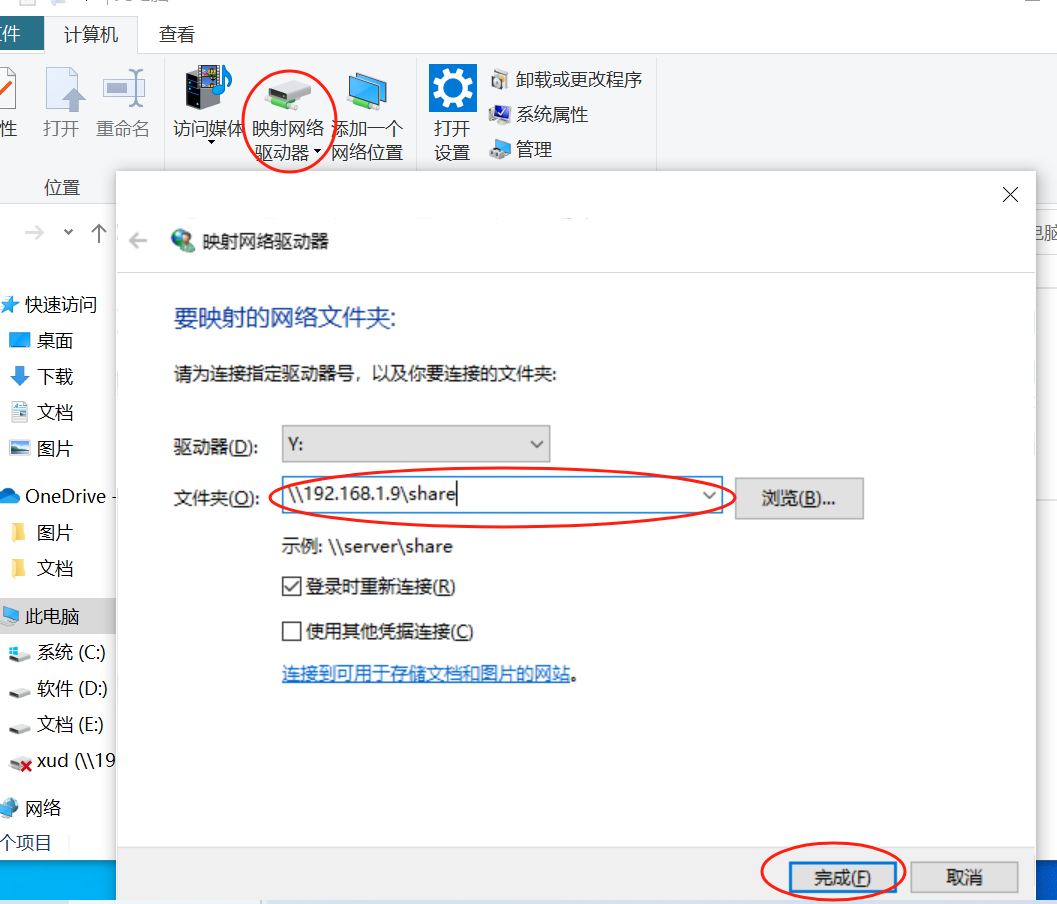 件
计算机
查看
性
打开
重命名
访问媒体
映射网络
驱动器
添加一个
网络位置
打开
设置
卸载或更改程序
系统属性
管理
位置
电脑
映射网络驱动器
快速访问
桌面
下载
文档
图片
OneDrive -
图片
文档
此电脑
系统 (C:)
软件 (D:)
文档 (E:)
xud (\\19
网络
个项目
要映射的网络文件夹:
请为连接指定驱动器号，以及你要连接的文件夹:
驱动器(D):
Y:
文件夹(O):
\\192.168.1.9\share
浏览(B)...
示例: \\server\share
登录时重新连接(R)
使用其他凭据连接(C)
连接到可用于存储文档和图片的网站。
完成(F)
取消